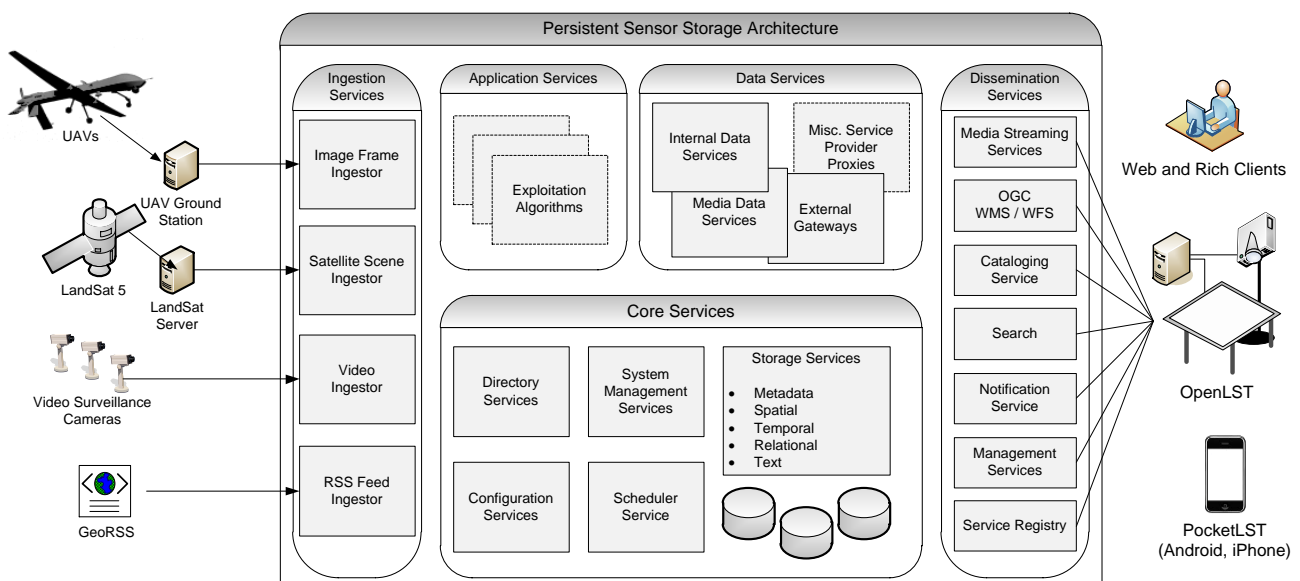 Persistent Sensor Storage Architecture
UAVs
UAV Ground
Station
LandSat 5
LandSat
Server
Video Surveillance
Cameras
GeoRSS
Ingestion
Services
Image Frame
Ingestor
Satellite Scene
Ingestor
Video
Ingestor
RSS Feed
Ingestor
Application Services
Exploitation
Algorithms
Data Services
Internal Data
Services
Misc. Service
Provider
Proxies
Media Data
Services
External
Gateways
Core Services
Directory
Services
System
Management
Services
Storage Services
• Metadata
• Spatial
• Temporal
• Relational
• Text
Configuration
Services
Scheduler
Service
Dissemination
Services
Media Streaming
Services
OGC
WMS / WFS
Cataloging
Service
Search
Notification
Service
Management
Services
Service Registry
Web and Rich Clients
OpenLST
PocketLST
(Android, iPhone)